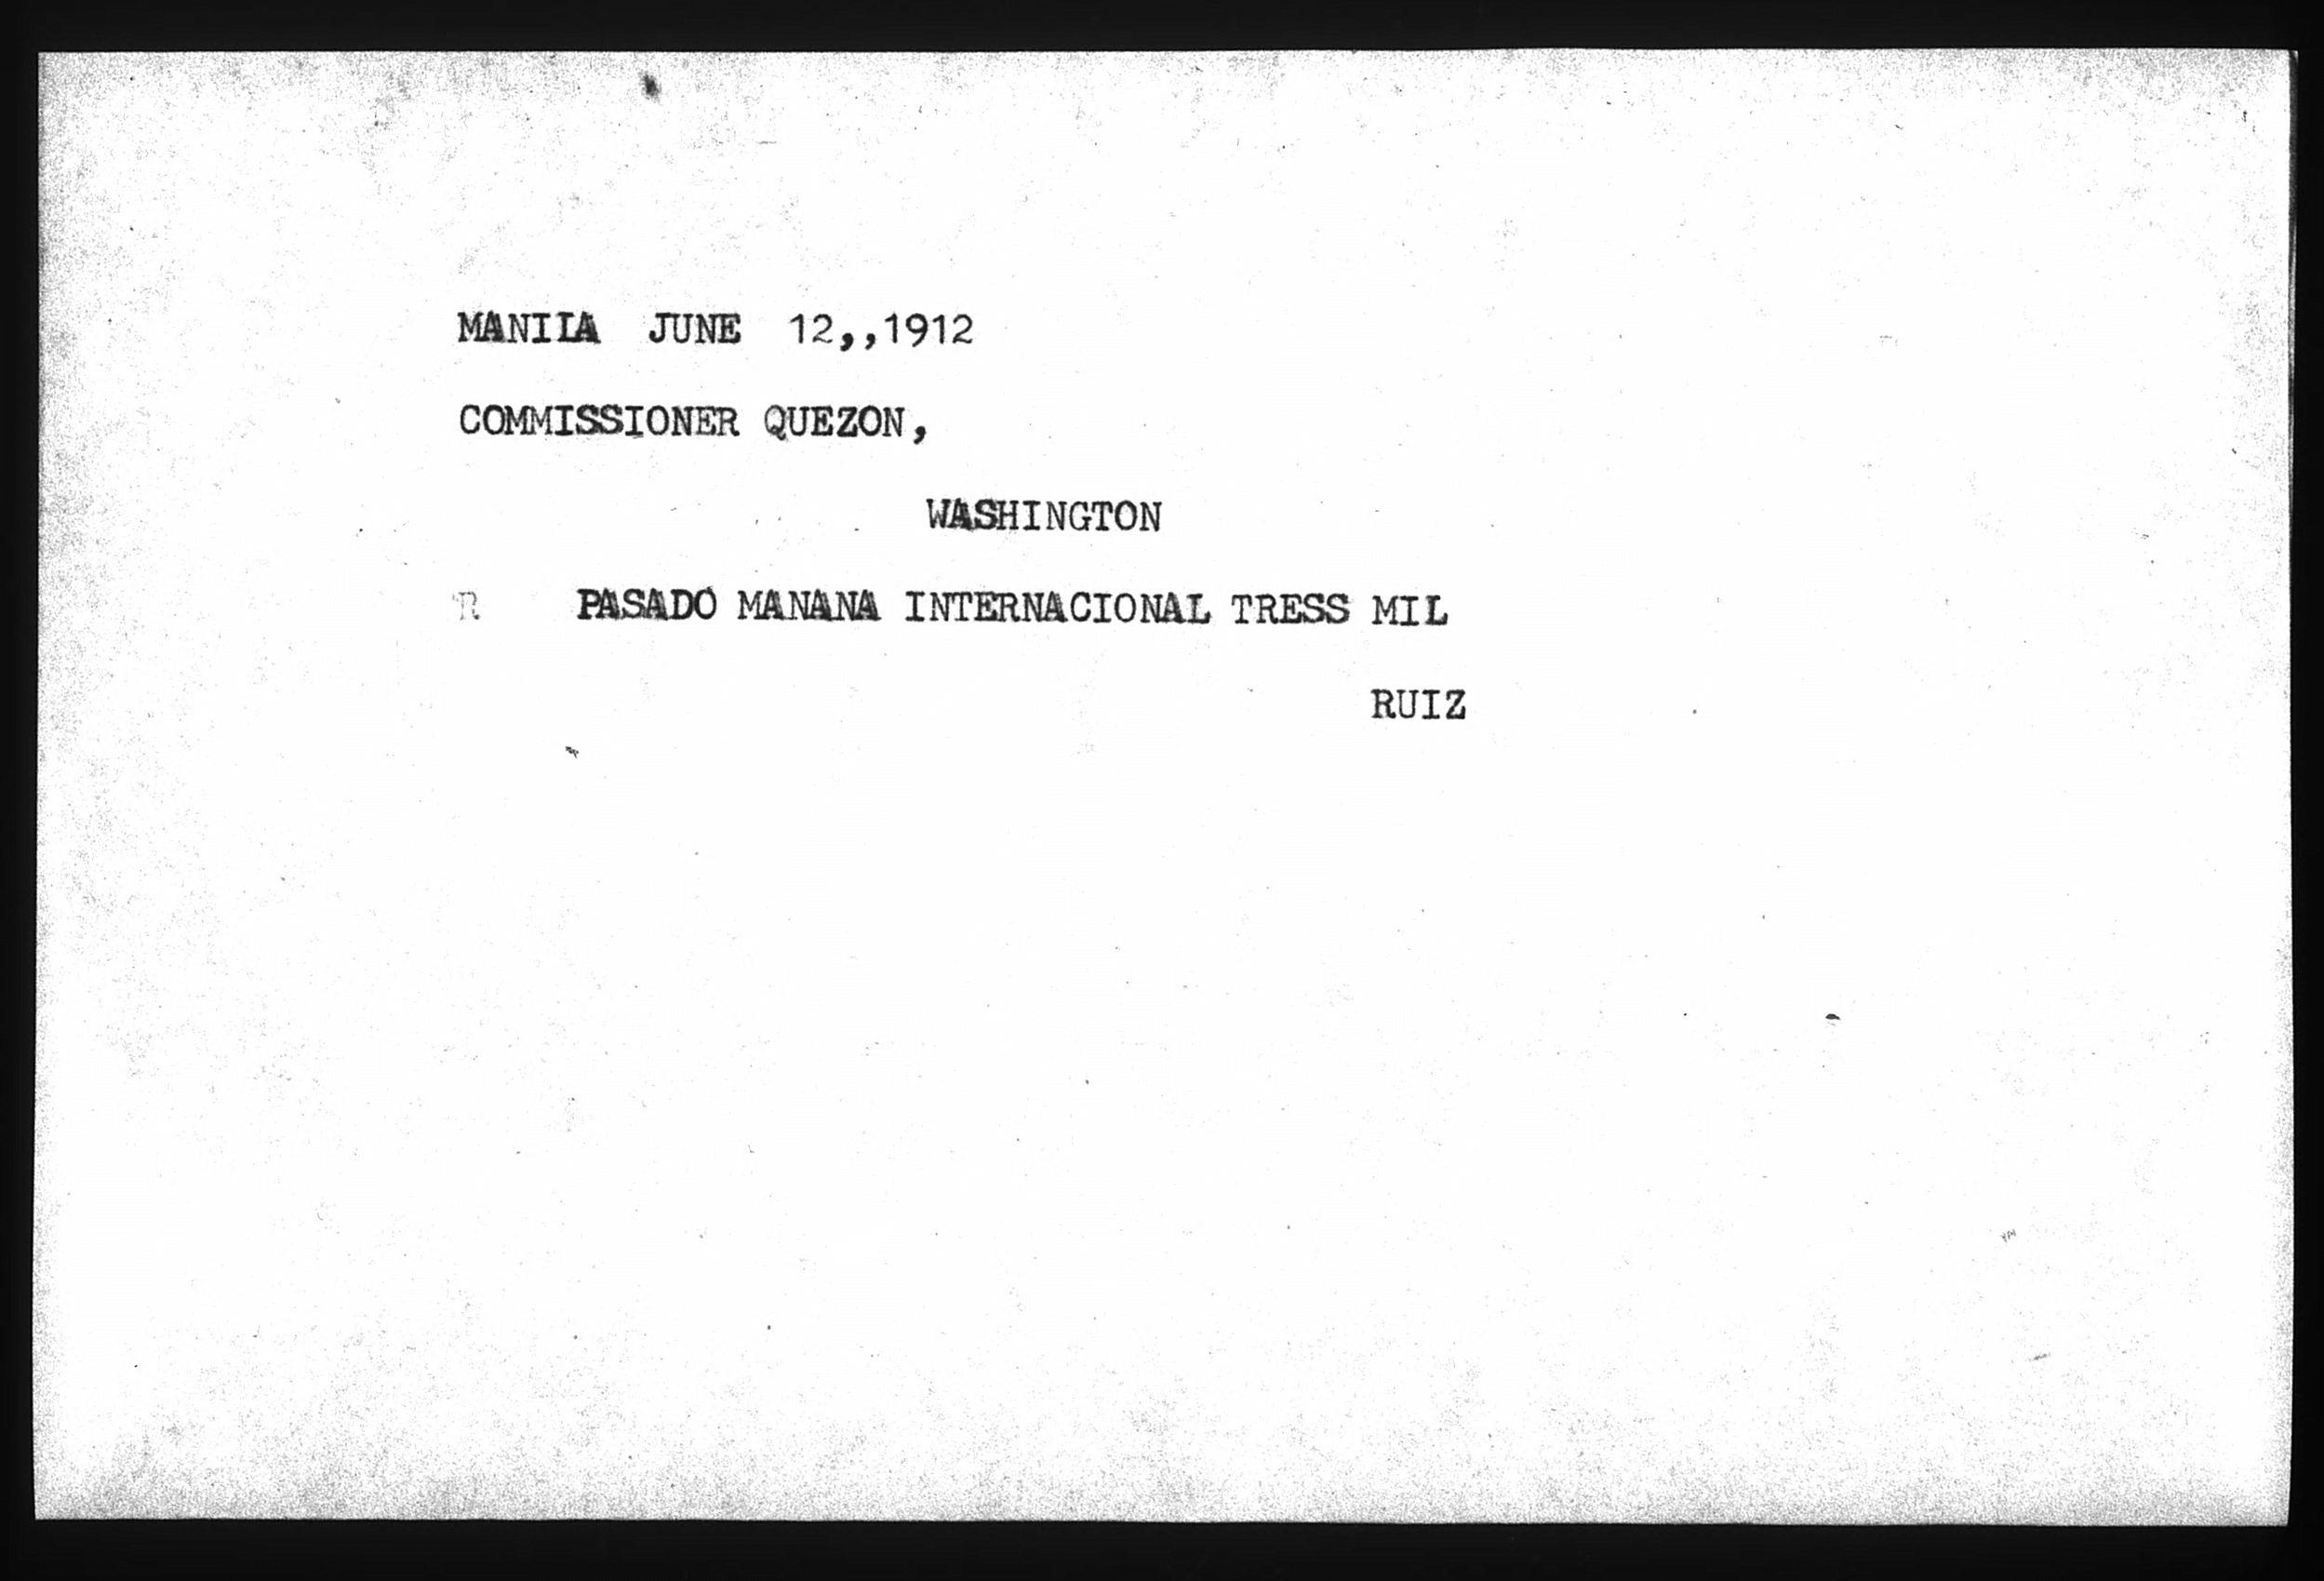 MANILA JUNE 12,,1912
COMMISSIONER QUEZON,
WASHINGTON
R PASADO MANANA INTERNACIONAL TRESS MIL
RUIZ